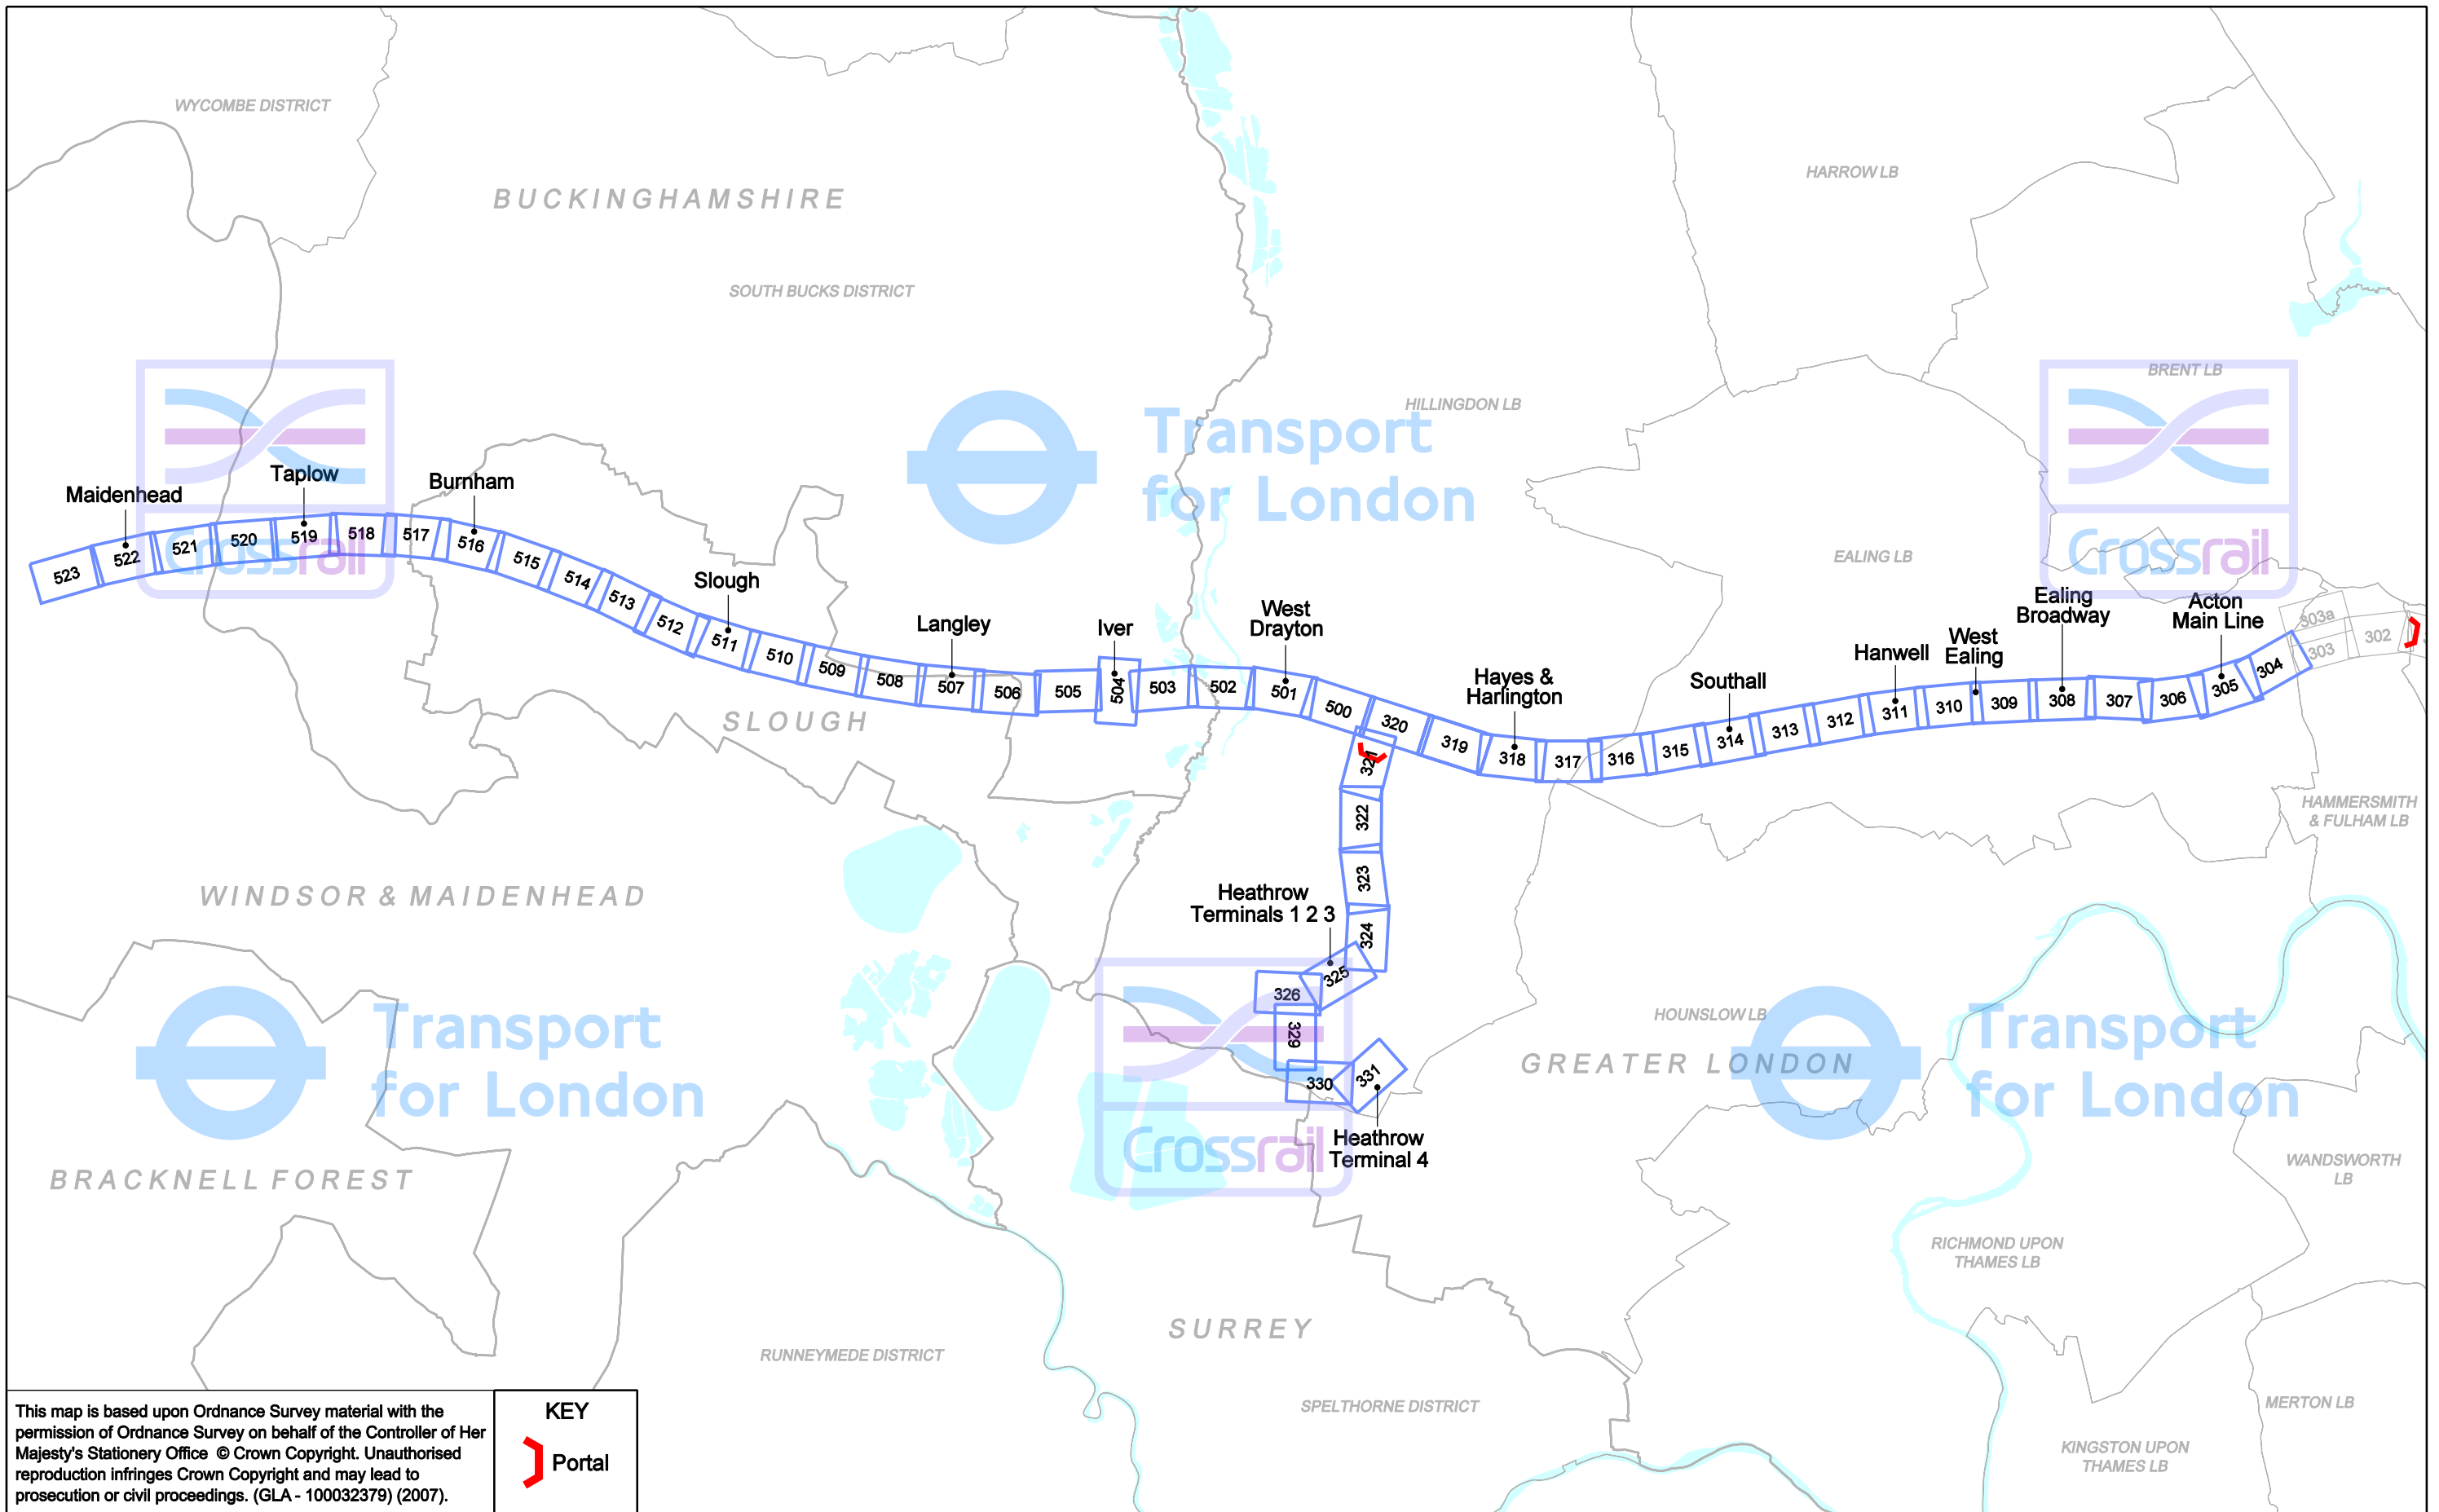 WYCOMBE DISTRICT
BUCKINGHAMSHIRE
HARROW LB
SOUTH BUCKS DISTRICT
BRENT LB
HILLINGDON LB
Transport
for London
Taplow
Burnham
Maidenhead
Crossrail
Crossrail
EALING LB
523
522
521
520
519
518
517
516
515
514
513
512
511
510
509
508
507
506
505
504
503
502
501
500
320
319
318
317
316
315
314
313
312
311
310
309
308
307
306
305
304
303a
303
302
Slough
Langley
Iver
West
Drayton
Hayes &
Harlington
Southall
Hanwell
West
Ealing
Ealing
Broadway
Acton
Main Line
SLOUGH
321
322
323
324
325
326
329
330
331
HAMMERSMITH
& FULHAM LB
WINDSOR & MAIDENHEAD
Heathrow
Terminals 1 2 3
HOUNSLOW LB
GREATER LONDON
Transport
for London
Transport
for London
Crossrail
Heathrow
Terminal 4
BRACKNELL FOREST
WANDSWORTH
LB
RICHMOND UPON
THAMES LB
SURREY
RUNNEYMEDE DISTRICT
SPELTHORNE DISTRICT
MERTON LB
KINGSTON UPON
THAMES LB
This map is based upon Ordnance Survey material with the
permission of Ordnance Survey on behalf of the Controller of Her
Majesty's Stationery Office © Crown Copyright. Unauthorised
reproduction infringes Crown Copyright and may lead to
prosecution or civil proceedings. (GLA - 100032379) (2007).
KEY
Portal